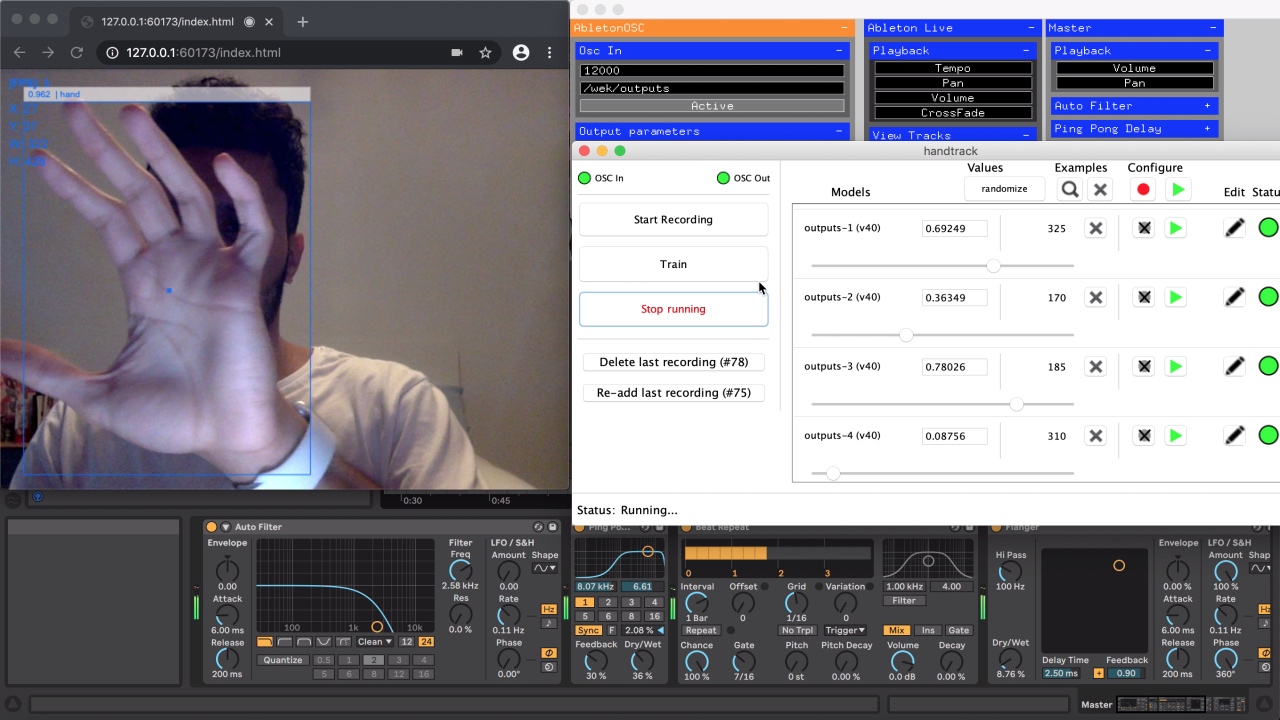 127.0.0.1:60173/index.html
127.0.0.1:60173/index.html
0.962 | hand
AbletonOSC
Osc In
12000
/wek/outputs
Active
Output parameters
Ableton Live
Playback
Tempo
Pan
Volume
CrossFade
View Tracks
Master
Playback
Volume
Pan
Auto Filter
Ping Pong Delay
handtrack
OSC In
OSC Out
Start Recording
Train
Stop running
Delete last recording (#78)
Re-add last recording (#75)
Values
Examples
Configure
Models
randomize
Edit
Statu
outputs-1 (v40) 0.69249 325
outputs-2 (v40) 0.36349 170
outputs-3 (v40) 0.78026 185
outputs-4 (v40) 0.08756 310
Status: Running...
0:30 0:45
Auto Filter
Envelope
0.00
Attack
6.00 ms
Release
200 ms
100 1k 10k
Clean 12 24
Quantize 0.5 1 2 3 4
5 6 8 12 16
Filter
Freq
2.58 kHz
Res
0.0 %
LFO / S&H
Amount Shape
0.00
Rate
0.11 Hz
Hz
Phase
0.00°
Ping Po...
8.07 kHz 6.61
1 2 3 4
5 6 8 16
Sync F 2.08 %
Feedback Dry/Wet
30 % 36 %
Beat Repeat
0 1 2 3
Interval Offset Grid Variation
1 Bar 0 1/16 0
Repeat No Trpl Trigger
Chance Gate Pitch Pitch Decay
100 % 7/16 0 st 0.00 %
1.00 kHz 4.00
Filter
Mix Ins Gate
Volume Decay
0.0 dB 0.00 %
Flanger
Hi Pass
100 Hz
Dry/Wet
8.76 %
Delay Time Feedback
2.50 ms + 0.90
Envelope
0.00 %
Attack
6.00 ms
Release
200 ms
LFO / S&H
Amount Shape
100 %
Rate
0.11 Hz
Hz
Phase
360°
Master